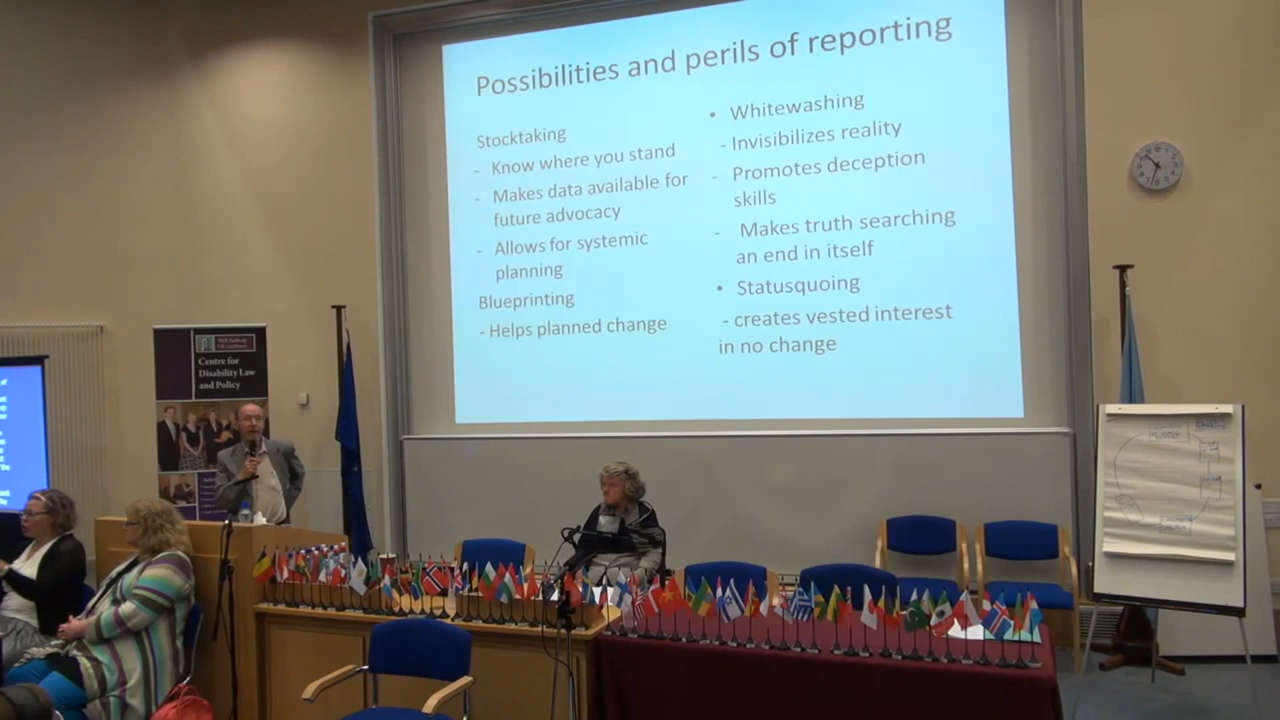 Possibilities and perils of reporting
Stocktaking
- Know where you stand
- Makes data available for
future advocacy
- Allows for systemic
planning
Blueprinting
- Helps planned change
• Whitewashing
- Invisibilizes reality
- Promotes deception
skills
- Makes truth searching
an end in itself
• Statusquoing
- creates vested interest
in no change
Centre for
Disability Law
and Policy